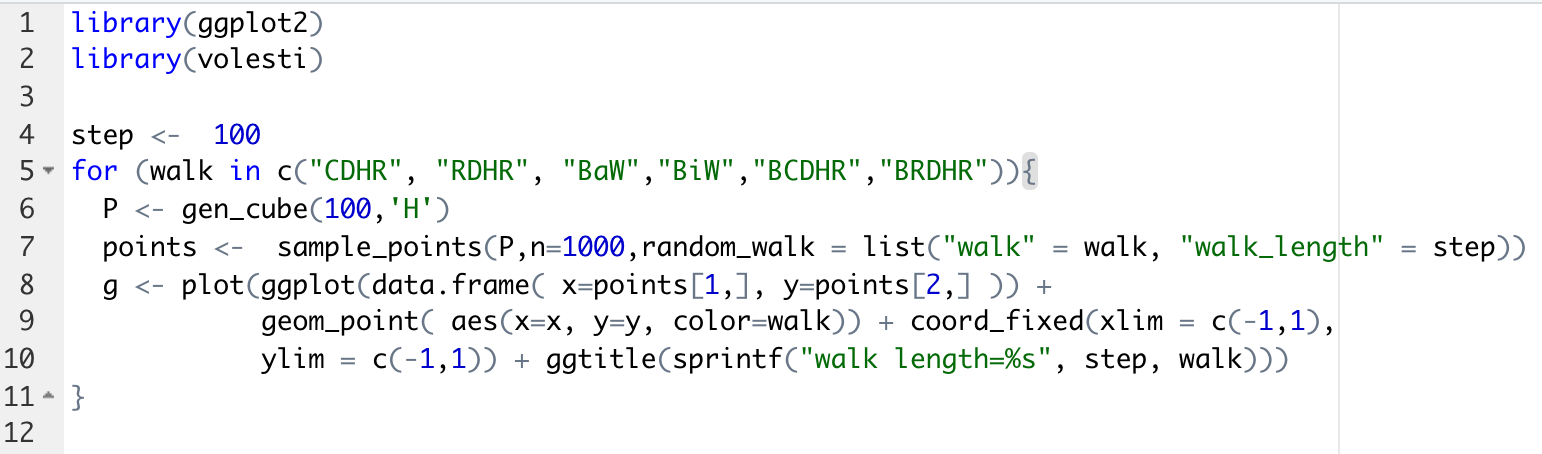 1 library(ggplot2)
2 library(volesti)
3
4 step <-  100
5 for (walk in c("CDHR", "RDHR", "BaW","BiW","BCDHR","BRDHR")){
6   P <- gen_cube(100,'H')
7   points <-  sample_points(P,n=1000,random_walk = list("walk" = walk, "walk_length" = step))
8   g <- plot(ggplot(data.frame( x=points[1,], y=points[2,] )) +
9             geom_point( aes(x=x, y=y, color=walk)) + coord_fixed(xlim = c(-1,1),
10             ylim = c(-1,1)) + ggtitle(sprintf("walk length=%s", step, walk)))
11 }
12